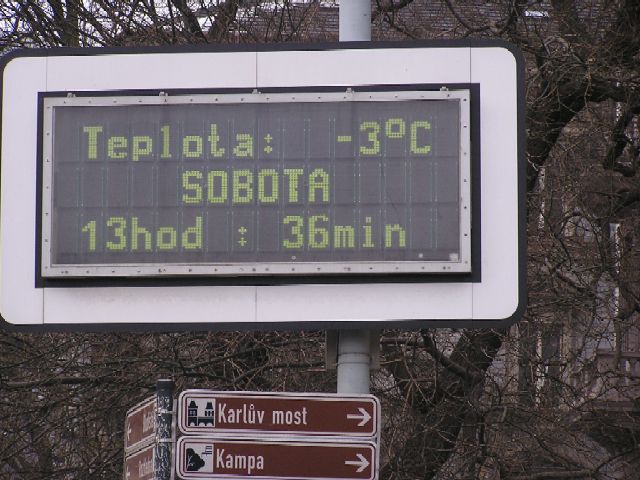 Teplota: -3°C
SOBOTA
13hod : 36min
Karlův most
Kampa